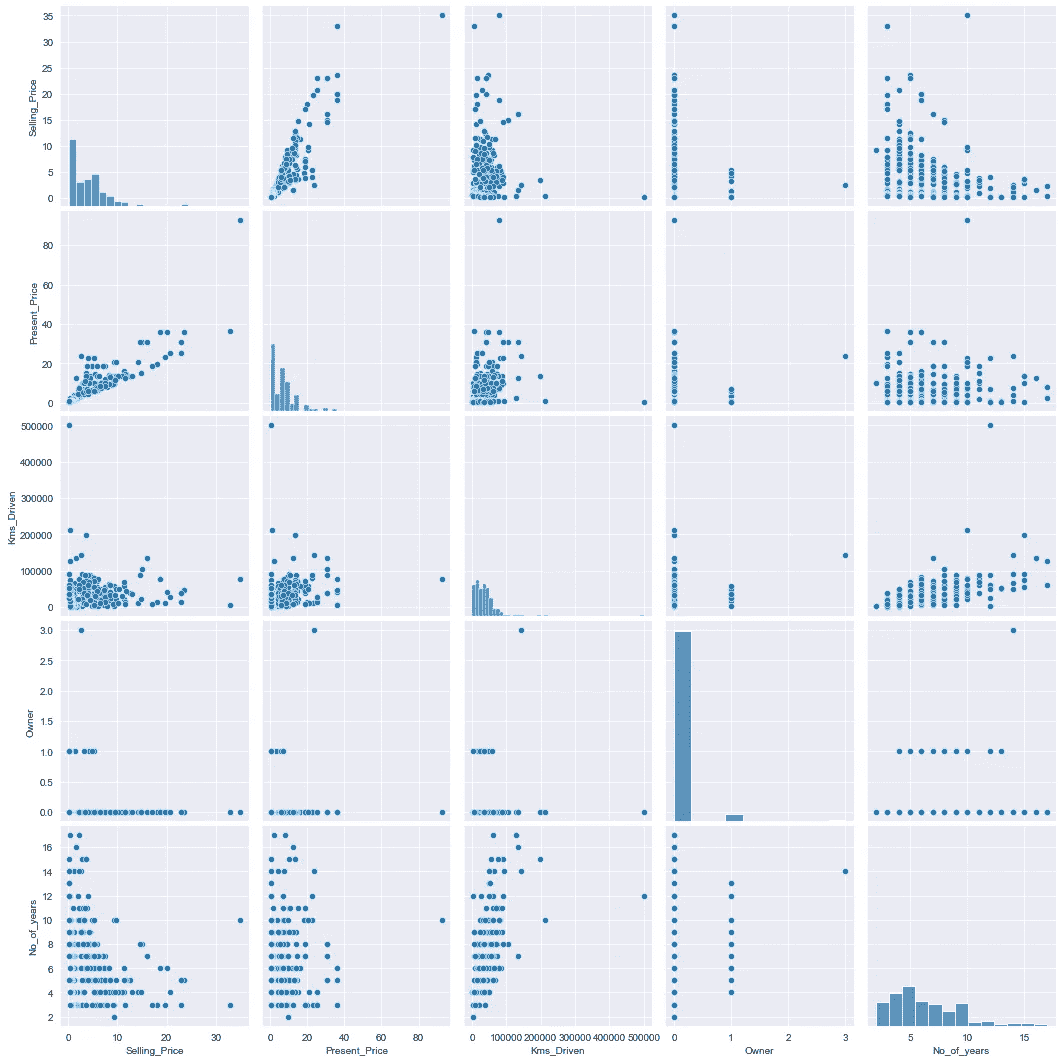 35
30
25
20
15
10
5
0
Selling_Price
80
60
40
20
0
Present_Price
500000
400000
300000
200000
100000
0
Kms_Driven
3.0
2.5
2.0
1.5
1.0
0.5
0.0
Owner
16
14
12
10
8
6
4
2
No_of_years
0 10 20 30
Selling_Price
0 20 40 60 80
Present_Price
0 100000 200000 300000 400000 500000
Kms_Driven
0 1 2 3
Owner
5 10 15
No_of_years